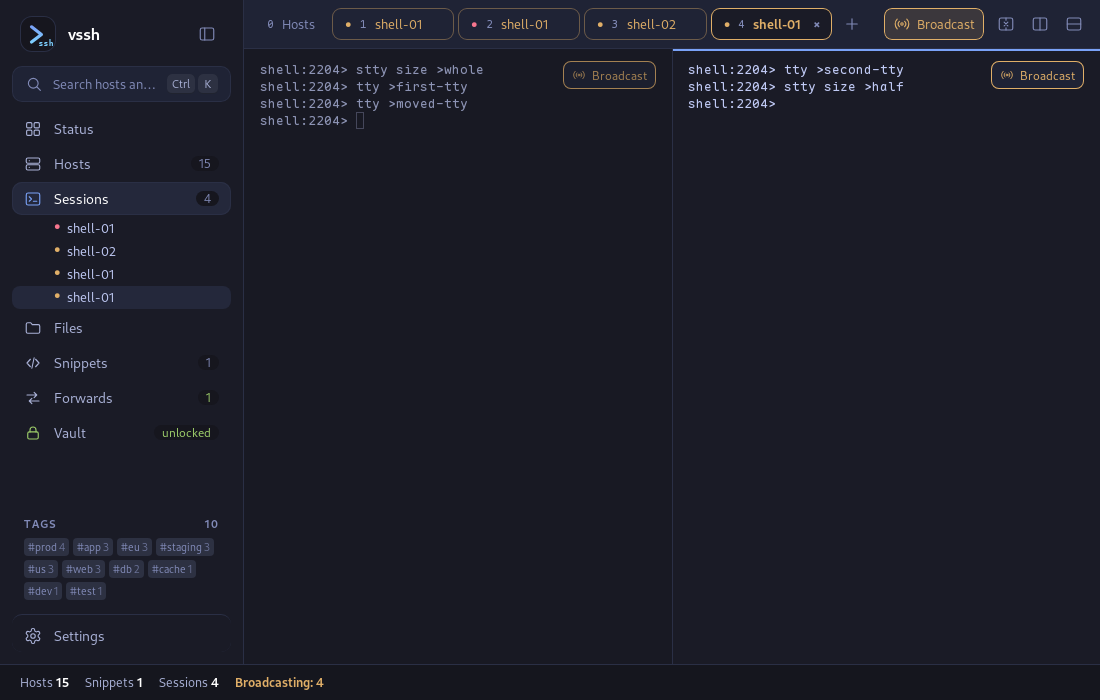 ssh
vssh
Search hosts an... Ctrl K
Status
Hosts 15
Sessions 4
shell-01
shell-02
shell-01
shell-01
Files
Snippets 1
Forwards 1
Vault unlocked
TAGS 10
#prod 4 #app 3 #eu 3 #staging 3
#us 3 #web 3 #db 2 #cache 1
#dev 1 #test 1
Settings
0 Hosts 1 shell-01 2 shell-01 3 shell-02 4 shell-01 × + Broadcast
shell:2204> stty size >whole
shell:2204> tty >first-tty
shell:2204> tty >moved-tty
shell:2204>
Broadcast
shell:2204> tty >second-tty
shell:2204> stty size >half
shell:2204>
Broadcast
Hosts 15 Snippets 1 Sessions 4 Broadcasting: 4